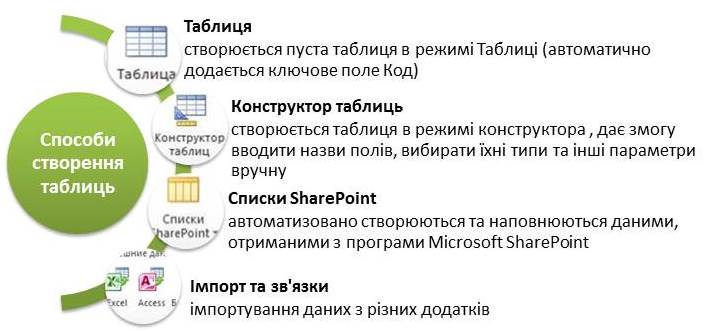 Таблиця
створюється пуста таблиця в режимі Таблиці (автоматично
додається ключове поле Код)
Таблица
Конструктор таблиць
створюється таблиця в режимі конструктора , дає змогу
вводити назви полів, вибирати їхні типи та інші параметри
вручну
Конструктор
таблиц
Способи
створення
таблиць
Списки SharePoint
автоматизовано створюються та наповнюються даними,
отриманими з програми Microsoft SharePoint
Списки
SharePoint
Імпорт та зв'язки
імпортування даних з різних додатків
Excel
Access